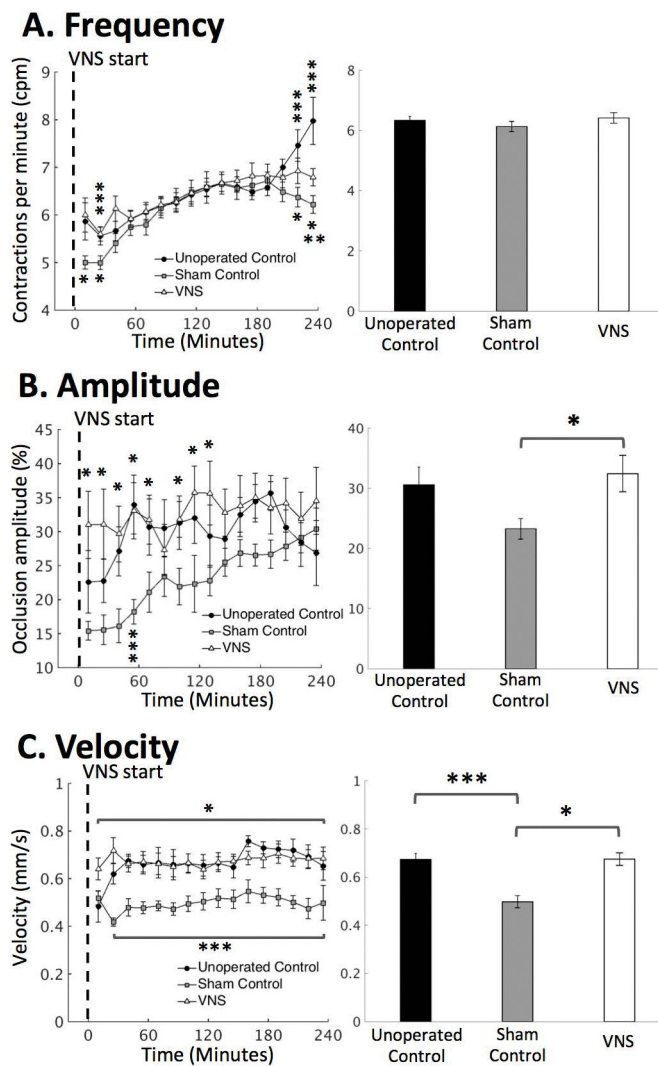 A. Frequency
VNS start
Contractions per minute (cpm)
9
8
7
6
5
4
***
***
***
*
*
*
*
**
Unoperated Control
Sham Control
VNS
0 60 120 180 240
Time (Minutes)
8
6
4
2
0
Unoperated
Control
Sham
Control
VNS
B. Amplitude
VNS start
Occlusion amplitude (%)
45
40
35
30
25
20
15
10
* * * * * * * *
***
Unoperated Control
Sham Control
VNS
0 60 120 180 240
Time (Minutes)
40
30
20
10
0
*
Unoperated
Control
Sham
Control
VNS
C. Velocity
VNS start
Velocity (mm/s)
1
0.8
0.6
0.4
0.2
0
*
***
Unoperated Control
Sham Control
VNS
0 60 120 180 240
Time (Minutes)
1
0.8
0.6
0.4
0.2
0
***
*
Unoperated
Control
Sham
Control
VNS